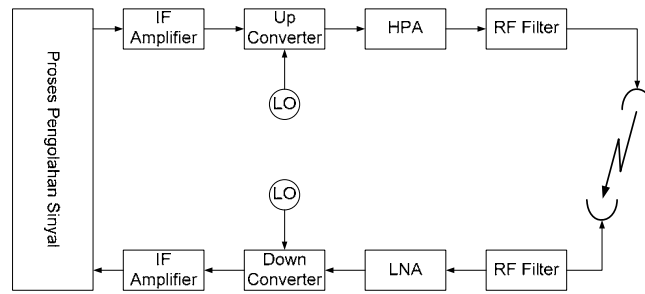 Proses Pengolahan Sinyal
IF
Amplifier
Up
Converter
HPA
RF Filter
LO
LO
IF
Amplifier
Down
Converter
LNA
RF Filter